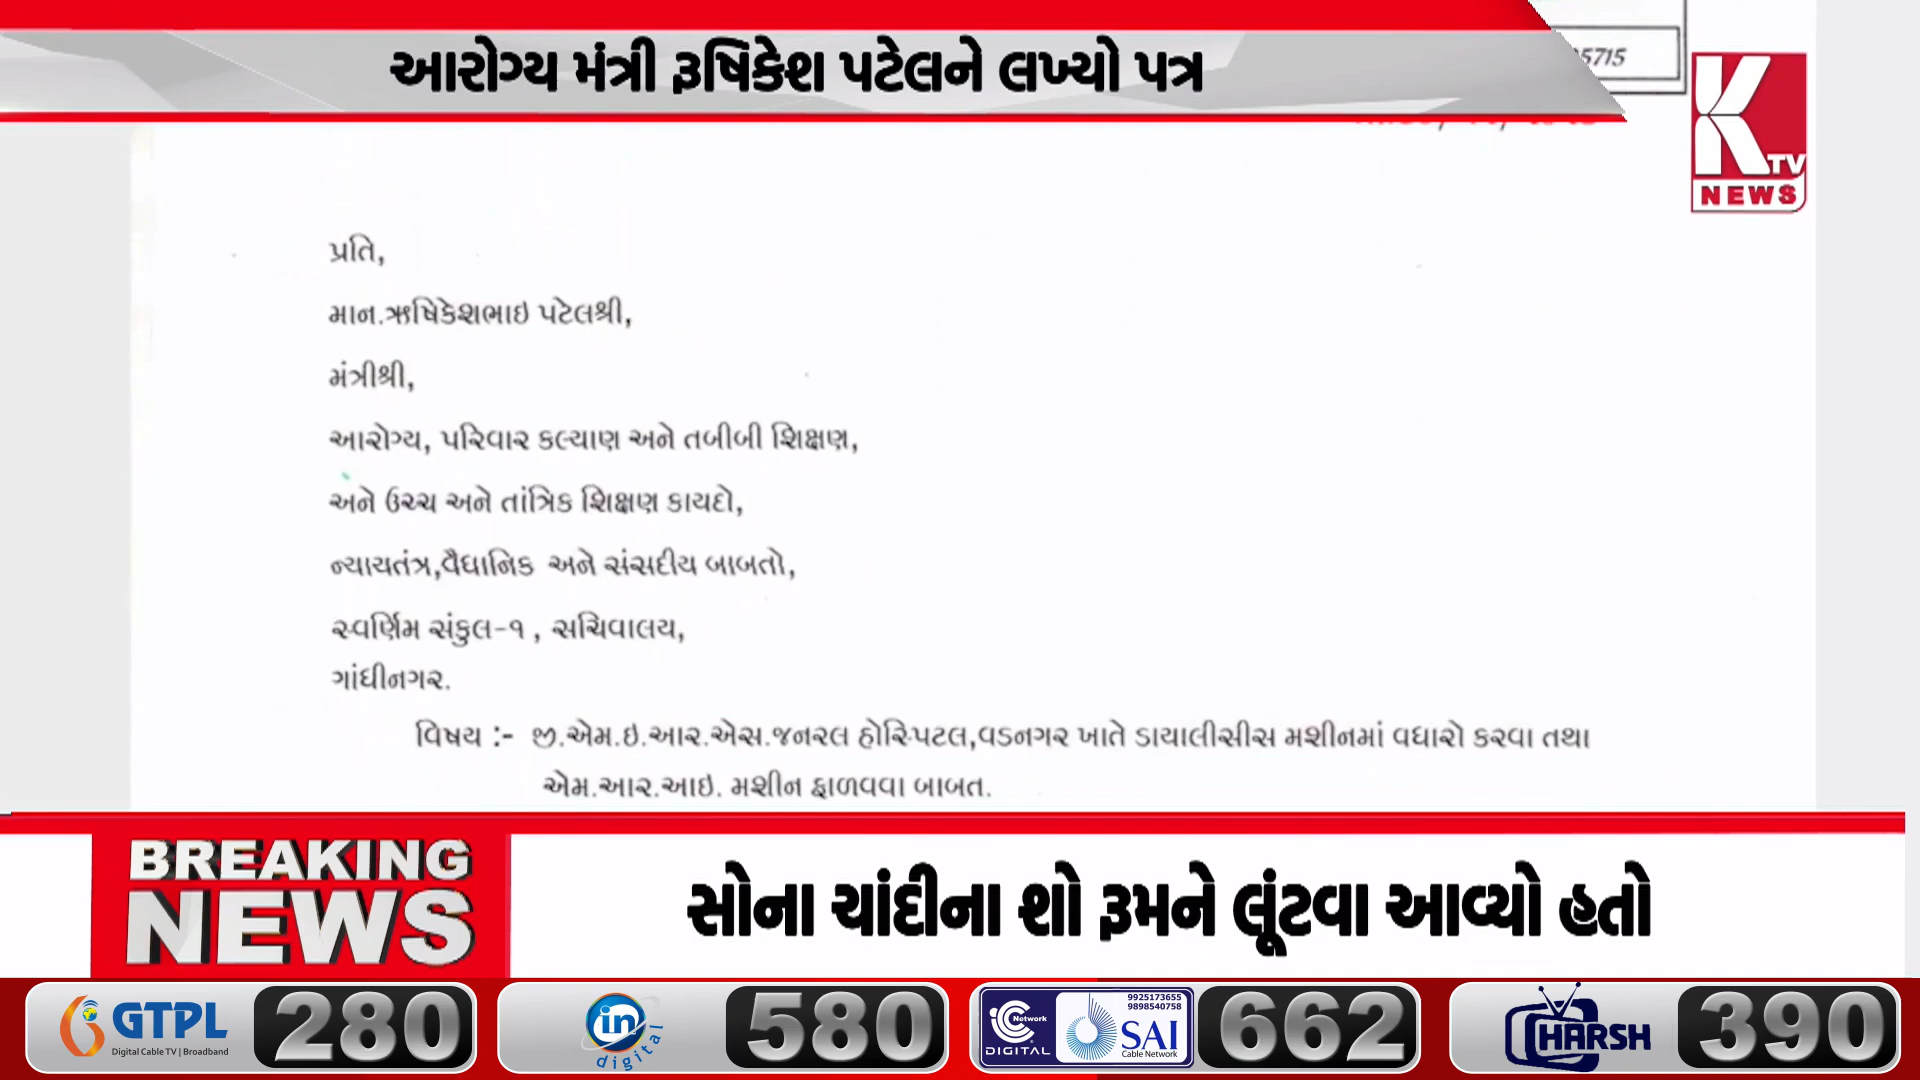 5715
આરોગ્ય મંત્રી રૂષિકેશ પટેલને લખ્યો પત્ર
K TV
NEWS
પ્રતિ,
માન.ઋષિકેશભાઇ પટેલશ્રી,
મંત્રીશ્રી,
આરોગ્ય, પરિવાર કલ્યાણ અને તબીબી શિક્ષણ,
અને ઉચ્ચ અને તાંત્રિક શિક્ષણ કાયદો,
ન્યાયતંત્ર,વૈધાનિક અને સંસદીય બાબતો,
સ્વર્ણિમ સંકુલ-૧, સચિવાલય,
ગાંધીનગર.
વિષય :- જી.એમ.ઇ.આર.એસ.જનરલ હોસ્પિટલ,વડનગર ખાતે ડાયાલીસીસ મશીનમાં વધારો કરવા તથા
એમ.આર.આઇ. મશીન ફાળવવા બાબત.
BREAKING
NEWS
સોના ચાંદીના શો રૂમને લૂંટવા આવ્યો હતો
GTPL
Digital Cable TV | Broadband
280
in
digital
580
Network
DIGITAL
9925173655
9898540758
SAI
Cable Network
662
HARSH
390